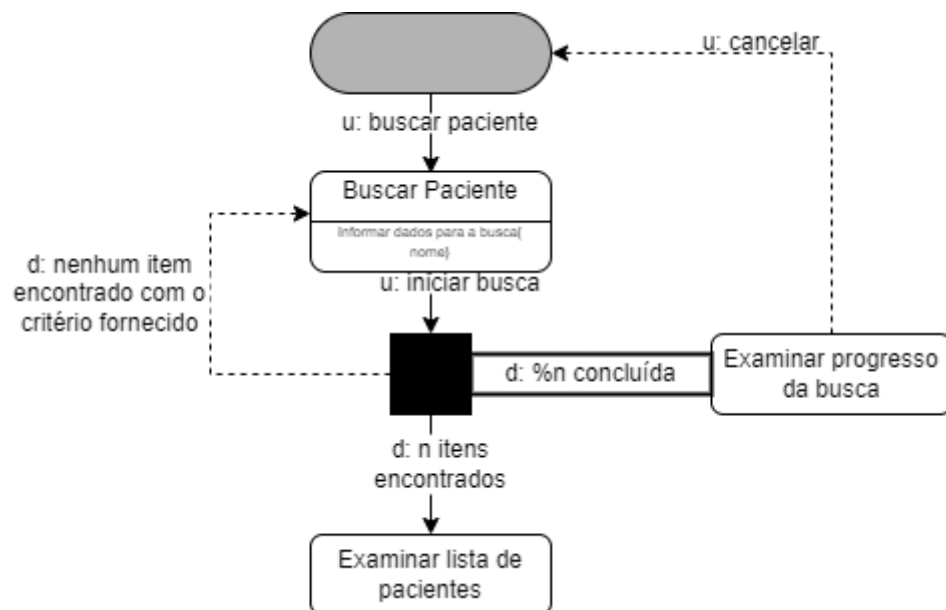 u: cancelar
u: buscar paciente
Buscar Paciente
Informar dados para a busca(
nome)
u: iniciar busca
d: nenhum item
encontrado com o
critério fornecido
d: %n concluída
Examinar progresso
da busca
d: n itens
encontrados
Examinar lista de
pacientes